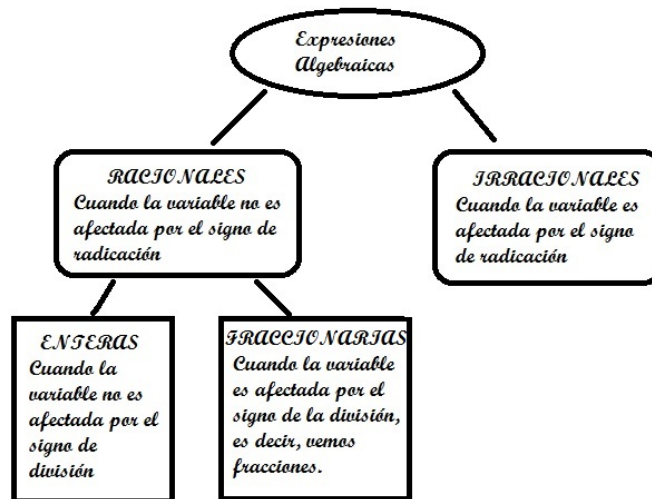 Expresiones
Algebraicas
RACIONALES
Cuando la variable no es
afectada por el signo de
radicación
IRRACIONALES
Cuando la variable es
afectada por el signo
de radicación
ENTERAS
Cuando la
variable no es
afectada por el
signo de
división
FRACCIONARIAS
Cuando la variable
es afectada por el
signo de la división,
es decir, vemos
fracciones.